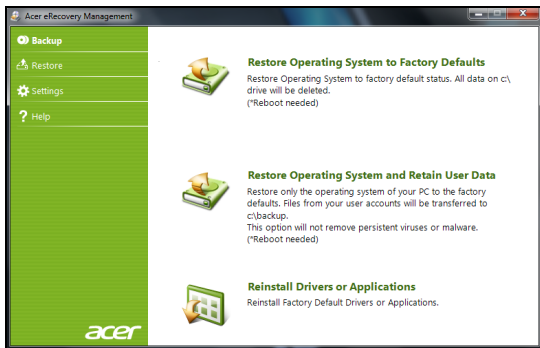 Acer eRecovery Management
Backup
Restore
Settings
? Help
Restore Operating System to Factory Defaults
Restore Operating System to factory default status. All data on c:\
drive will be deleted.
(*Reboot needed)
Restore Operating System and Retain User Data
Restore only the operating system of your PC to the factory
defaults. Files from your user accounts will be transferred to
c:\backup.
This option will not remove persistent viruses or malware.
(*Reboot needed)
Reinstall Drivers or Applications
Reinstall Factory Default Drivers or Applications.
acer